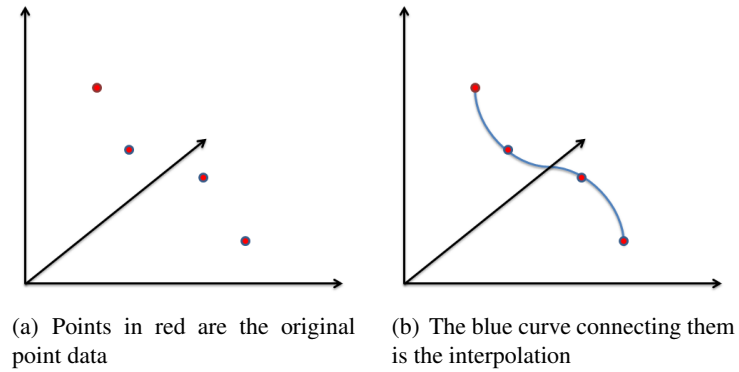 (a) Points in red are the original
point data
(b) The blue curve connecting them
is the interpolation